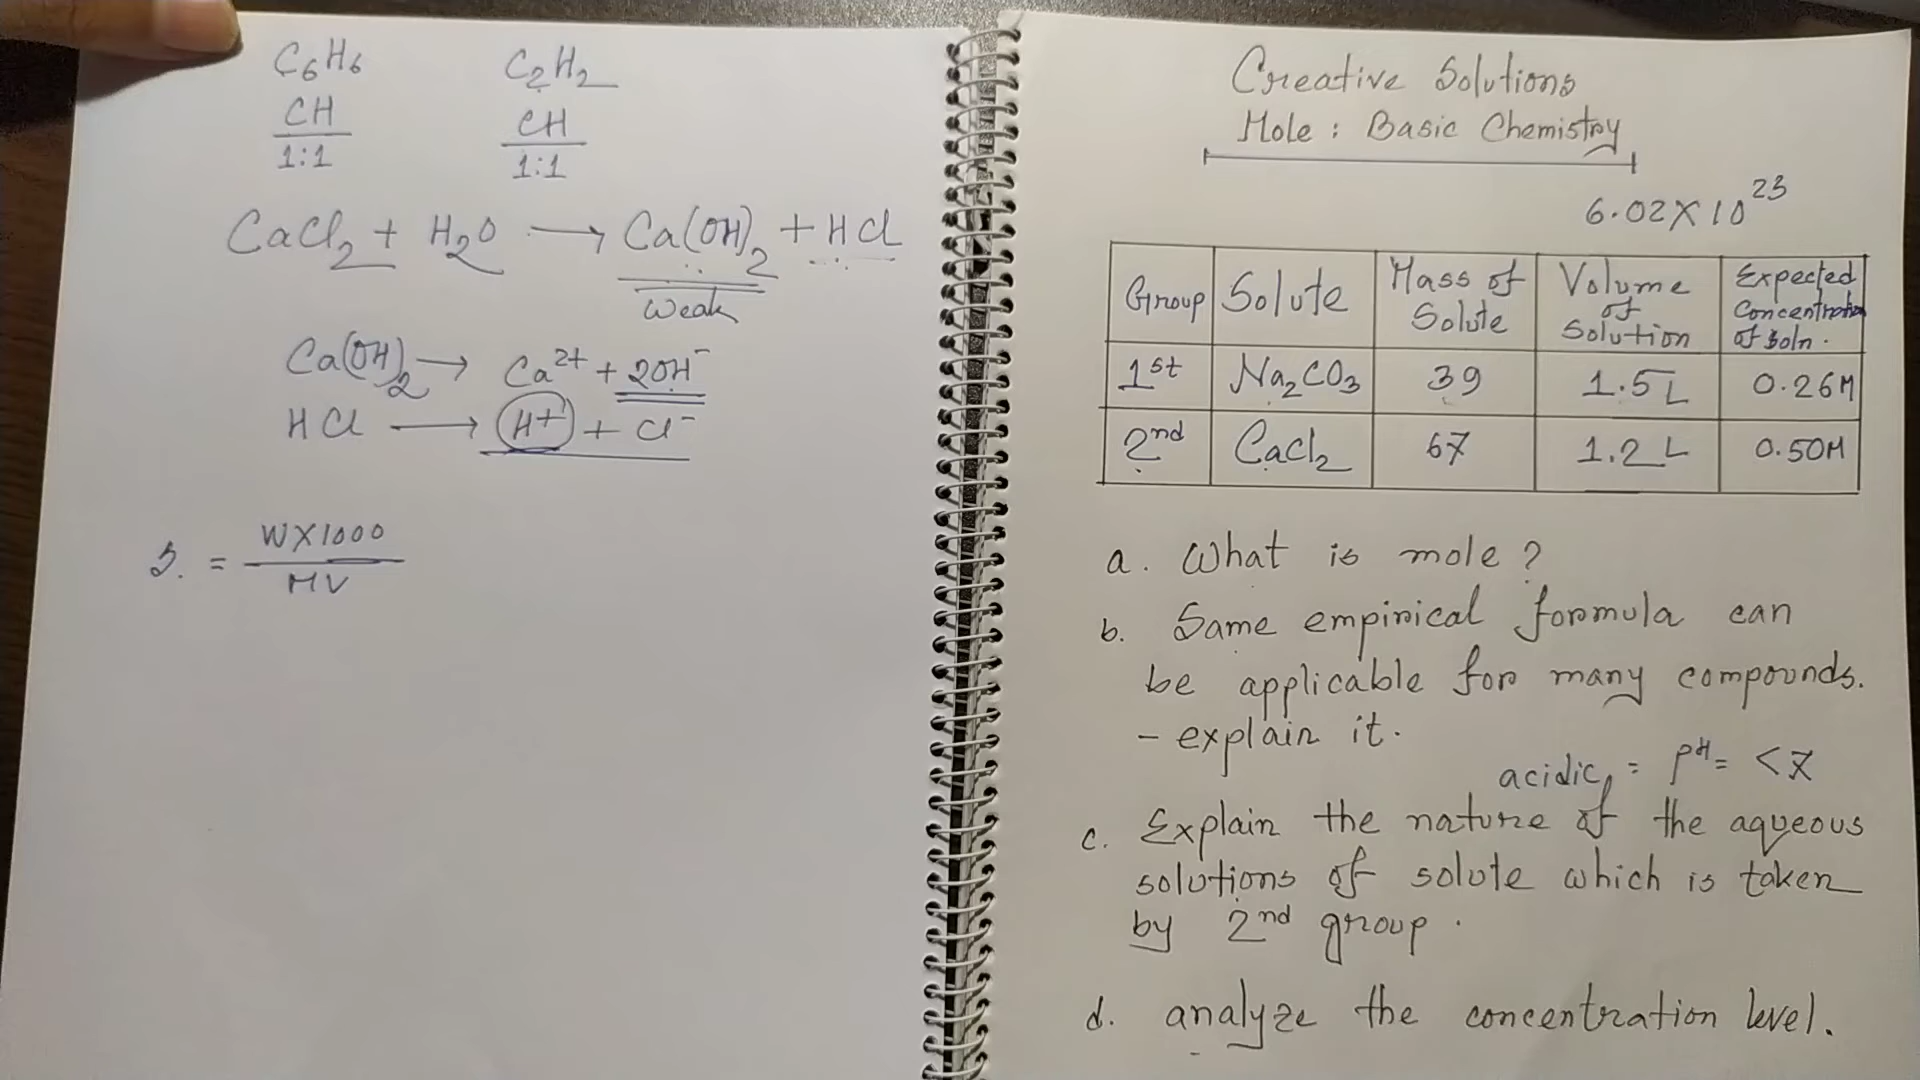 C₆H₆ C₂H₂
CH CH
1:1 1:1
CaCl₂ + H₂O → Ca(OH)₂ + HCl
Weak
Ca(OH)₂ → Ca²⁺ + 2OH⁻
HCl → H⁺ + Cl⁻
S. = WX1000
MV
Creative Solutions
Mole : Basic Chemistry
6.02X10²³
Group Solute Mass of Solute Volume of Solution Expected Concentration of Soln.
1st Na₂CO₃ 39 1.5 L 0.26M
2nd CaCl₂ 67 1.2 L 0.50M
a. What is mole ?
b. Same empirical formula can
be applicable for many compounds.
- explain it.
acidic, = pH = <7
c. Explain the nature of the aqueous
solutions of solute which is taken
by 2nd group.
d. analyze the concentration level.